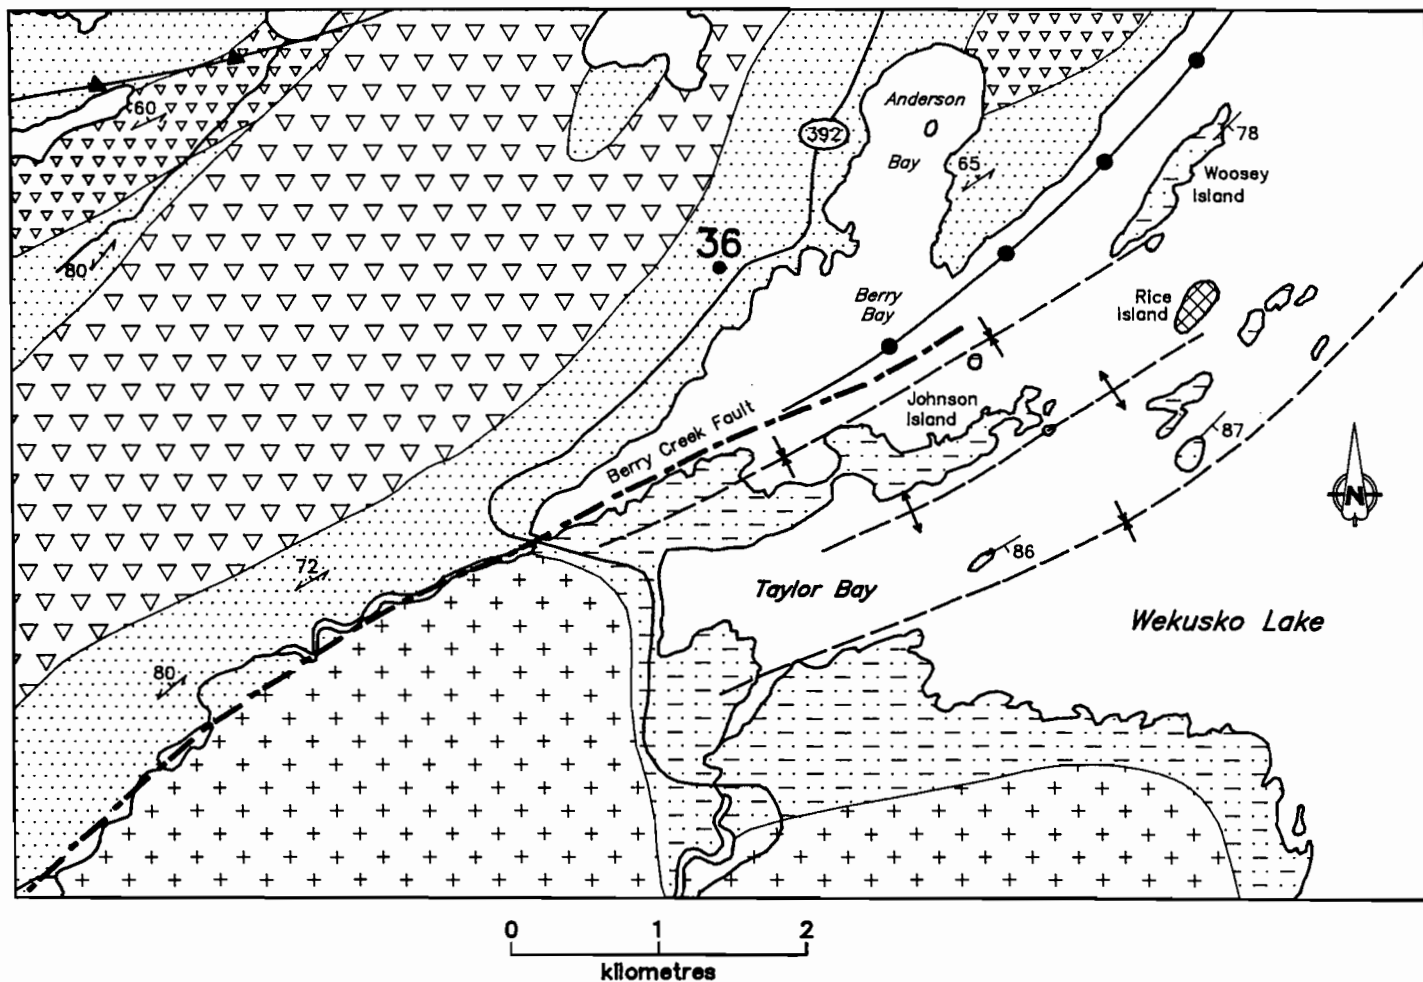 Anderson
Bay
392
60
78
Woosey
Island
65
36
80
Berry
Bay
Rice
Island
Johnson
Island
Berry Creek Fault
87
N
86
72
Taylor Bay
Wekusko Lake
80
0 1 2
kilometres